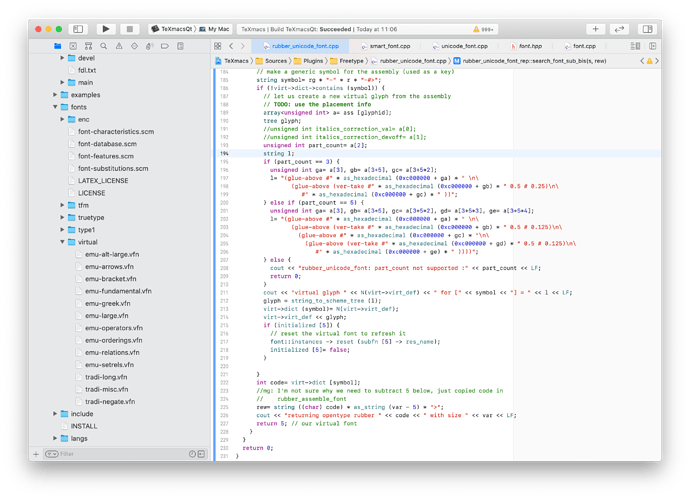 TeXmacsQt My Mac
TeXmacs | Build TeXmacsQt: Succeeded | Today at 11:06
999+
rubber_unicode_font.cpp
smart_font.cpp
unicode_font.cpp
font.hpp
font.cpp
TeXmacs Sources Plugins Freetype rubber_unicode_font.cpp rubber_unicode_font_rep::search_font_sub_bis(s, rew)
devel
fdl.txt
main
examples
fonts
enc
font-characteristics.scm
font-database.scm
font-features.scm
font-substitutions.scm
LATEX_LICENSE
LICENSE
tfm
truetype
type1
virtual
emu-alt-large.vfn
emu-arrows.vfn
emu-bracket.vfn
emu-fundamental.vfn
emu-greek.vfn
emu-large.vfn
emu-operators.vfn
emu-orderings.vfn
emu-relations.vfn
emu-setrels.vfn
tradi-long.vfn
tradi-misc.vfn
tradi-negate.vfn
include
INSTALL
langs
Filter
184 // make a generic symbol for the assembly (used as a key)
185 string symbol= rg * "-" * r * "-#>";
186 if (!virt->dict->contains (symbol)) {
187 // let us create a new virtual glyph from the assembly
188 // TODO: use the placement info
189 array<unsigned int> a= ass [glyphid];
190 tree glyph;
191 //unsigned int italics_correction_val= a[0];
192 //unsigned int italics_correction_devoff= a[1];
193 unsigned int part_count= a[2];
194 string l;
195 if (part_count == 3) {
196 unsigned int ga= a[3], gb= a[3+5], gc= a[3+5*2];
197 l= "(glue-above #" * as_hexadecimal (0xc000000 + ga) * " \n\
198 (glue-above (ver-take #" * as_hexadecimal (0xc000000 + gb) * " 0.5 # 0.25)\n\
199 #" * as_hexadecimal (0xc000000 + gc) * " ))";
200 } else if (part_count == 5) {
201 unsigned int ga= a[3], gb= a[3+5], gc= a[3+5*2], gd= a[3+5*3], ge= a[3+5*4];
202 l= "(glue-above #" * as_hexadecimal (0xc000000 + ga) * " \n\
203 (glue-above (ver-take #" * as_hexadecimal (0xc000000 + gb) * " 0.5 # 0.125)\n\
204 (glue-above #" * as_hexadecimal (0xc000000 + gc) * "\n\
205 (glue-above (ver-take #" * as_hexadecimal (0xc000000 + gd) * " 0.5 # 0.125)\n\
206 #" * as_hexadecimal (0xc000000 + ge) * " ))))";
207 } else {
208 cout << "rubber_unicode_font: part_count not supported :" << part_count << LF;
209 return 0;
210 }
211 cout << "virtual glyph " << N(virt->virt_def) << " for [" << symbol << "] = " << l << LF;
212 glyph = string_to_scheme_tree (l);
213 virt->dict (symbol)= N(virt->virt_def);
214 virt->virt_def << glyph;
215 if (initialized [5]) {
216 // reset the virtual font to refresh it
217 font::instances -> reset (subfn [5] -> res_name);
218 initialized [5]= false;
219 }
220
221 }
222 int code= virt->dict [symbol];
223 //mg: I'm not sure why we need to subtract 5 below, just copied code in
224 // rubber_assemble_font
225 rew= string ((char) code) * as_string (var - 5) * ">";
226 cout << "returning opentype rubber " << code << " with size " << var << LF;
227 return 5; // our virtual font
228 }
229 }
230 return 0;
231 }